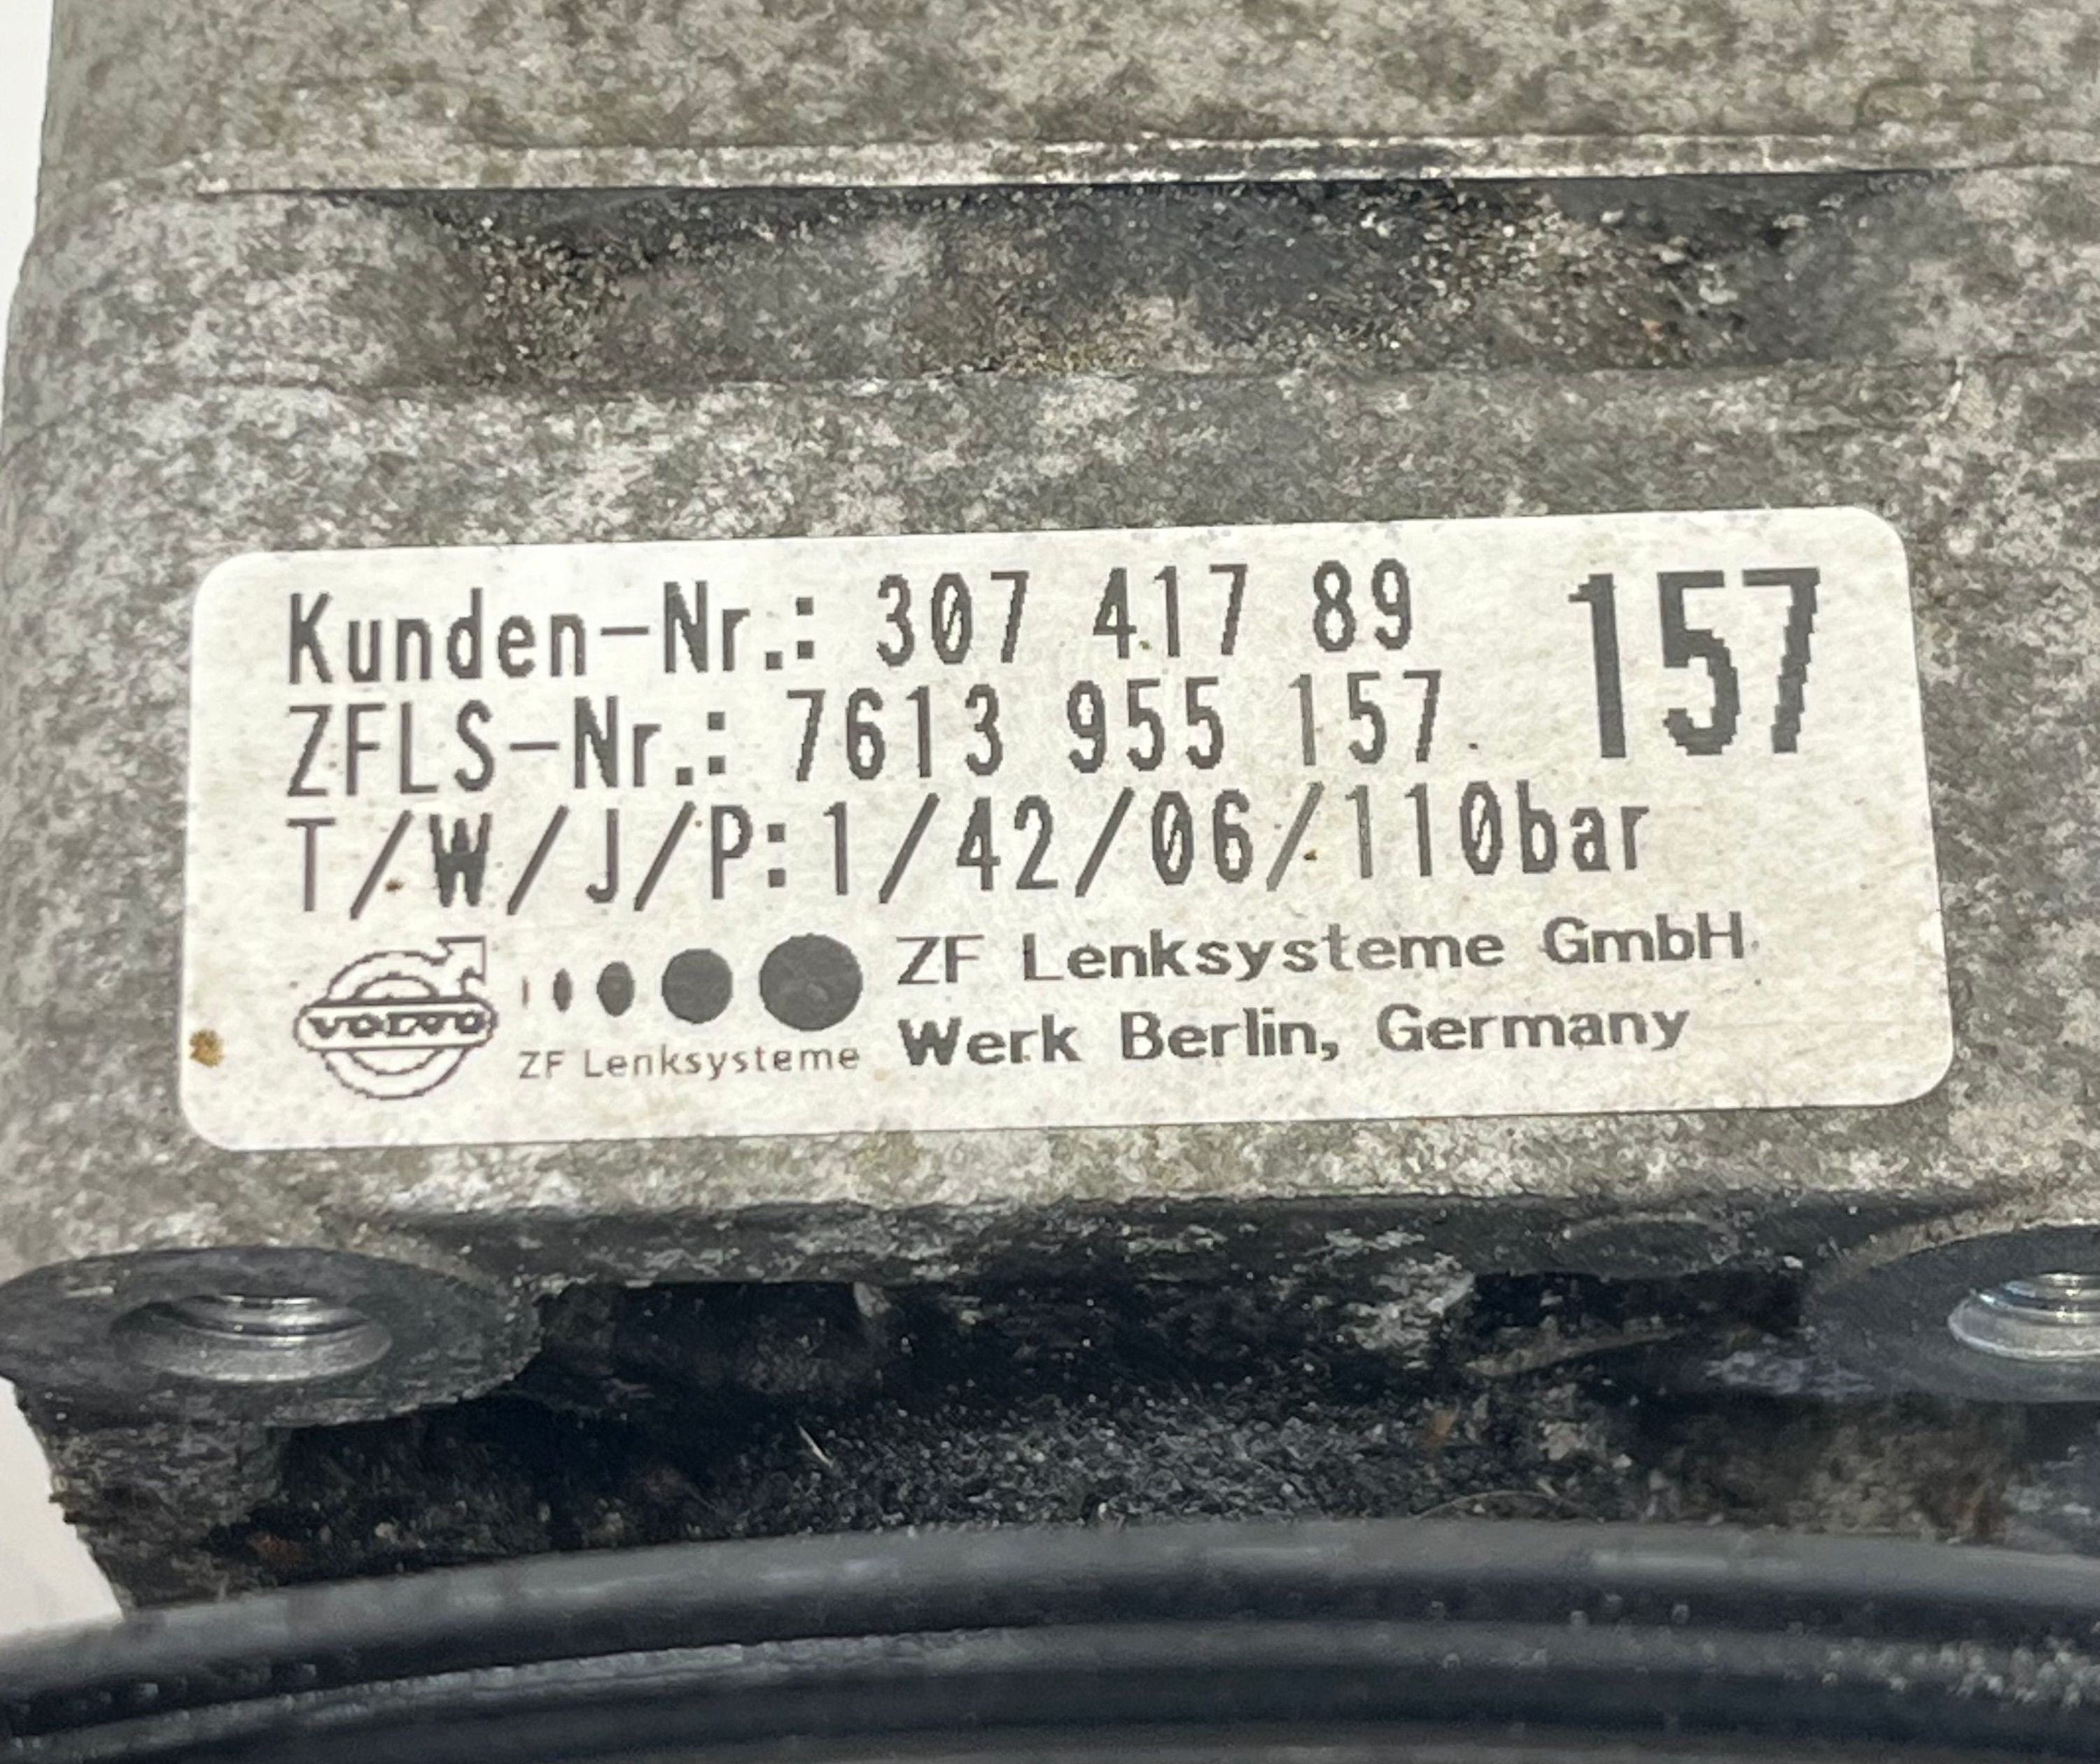 Kunden-Nr.: 307 417 89
157
ZFLS-Nr.: 7613 955 157
T/W/J/P:1/42/06/110bar
VOLVO
ZF Lenksysteme
ZF Lenksysteme GmbH
Werk Berlin, Germany